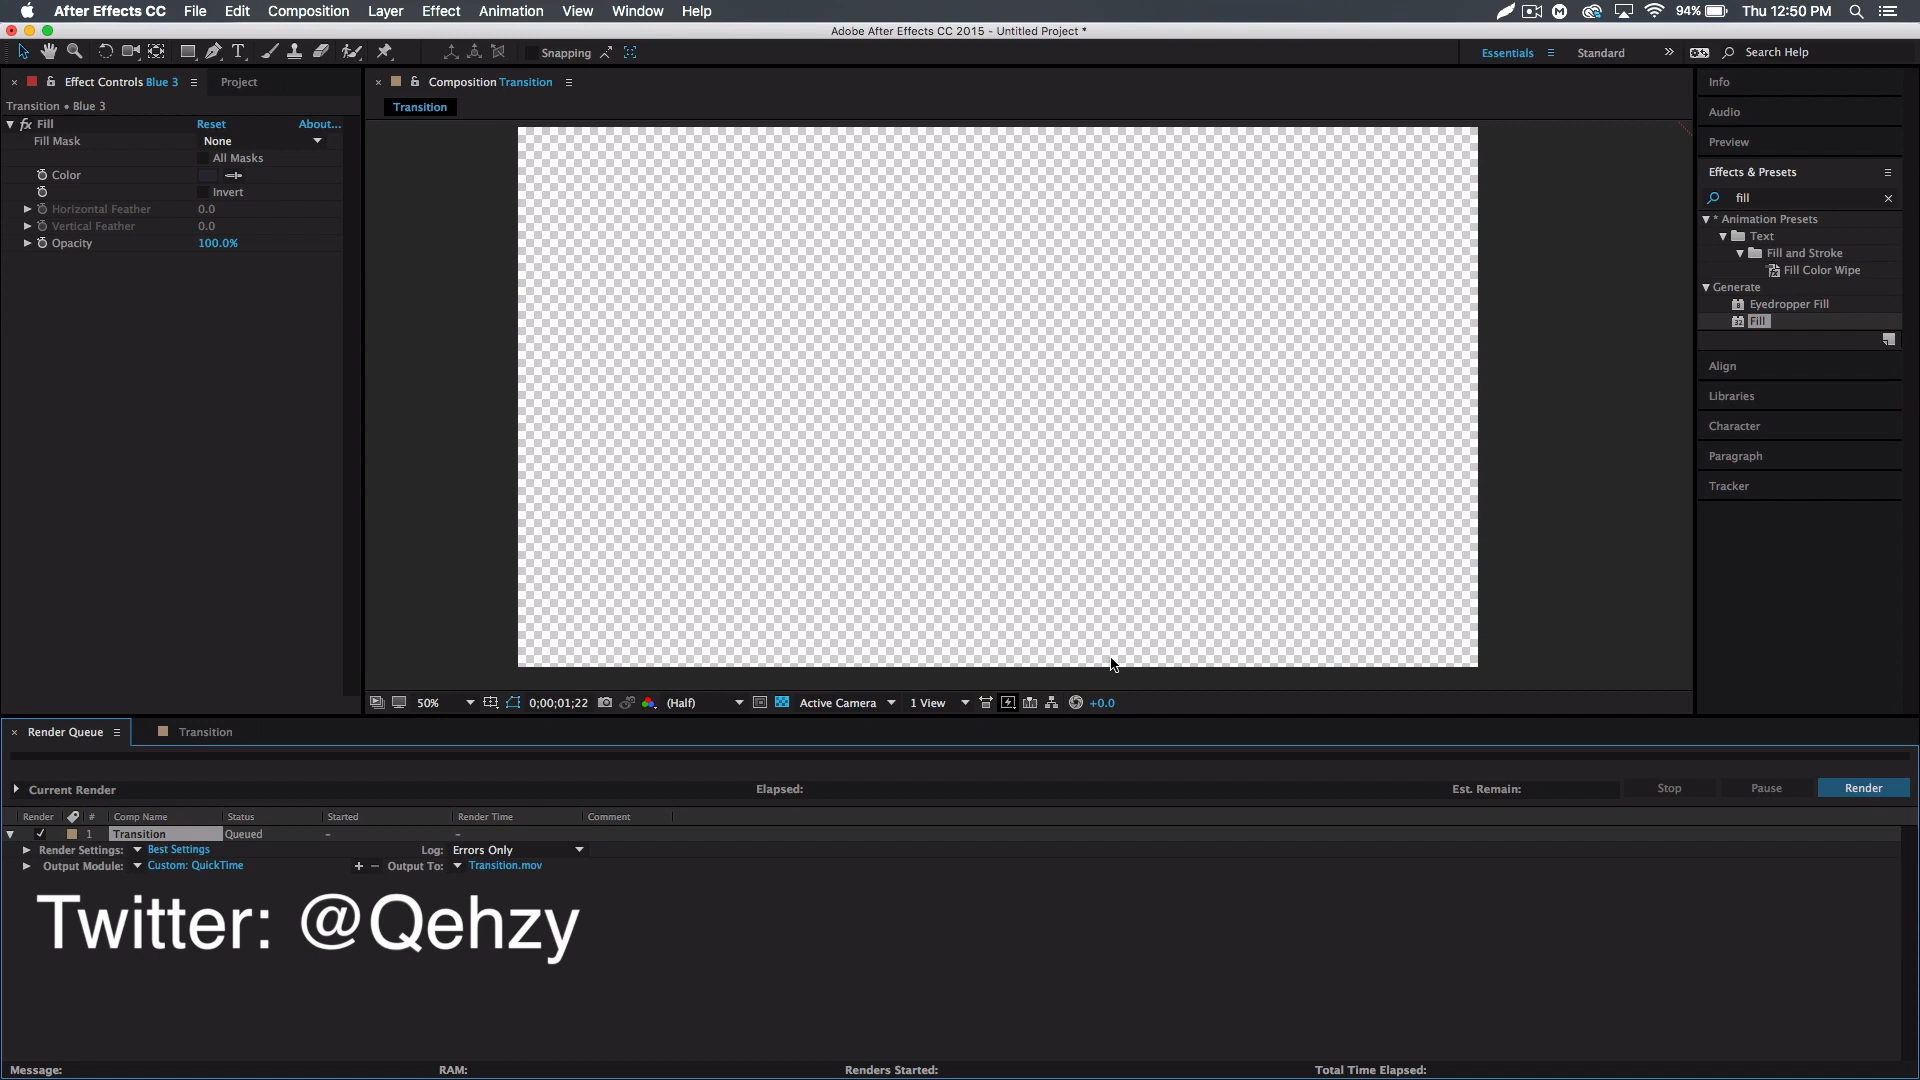 After Effects CC File Edit Composition Layer Effect Animation View Window Help 94% Thu 12:50 PM
Adobe After Effects CC 2015 - Untitled Project *
Snapping Essentials Standard Search Help
Effect Controls Blue 3 Project Composition Transition Info
Transition • Blue 3 Transition
Audio
fx Fill Reset About...
Fill Mask None Preview
All Masks
Color Effects & Presets
Invert fill
Horizontal Feather 0.0
Vertical Feather 0.0
Opacity 100.0%
* Animation Presets
Text
Fill and Stroke
Fill Color Wipe
Generate
Eyedropper Fill
Fill
Align
Libraries
Character
Paragraph
Tracker
50% 0;00;01;22 (Half) Active Camera 1 View +0.0
Render Queue Transition
Current Render Elapsed: Est. Remain: Stop Pause Render
Render # Comp Name Status Started Render Time Comment
1 Transition Queued – –
Render Settings: Best Settings Log: Errors Only
Output Module: Custom: QuickTime + – Output To: Transition.mov
Twitter: @Qehzy
Message: RAM: Renders Started: Total Time Elapsed: